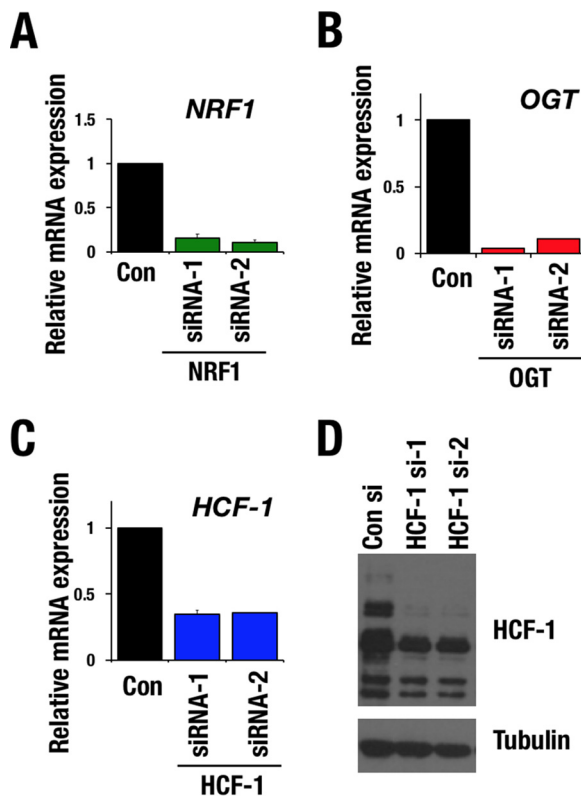 A
NRF1
Relative mRNA expression
1.5
1
0.5
0
Con
siRNA-1
siRNA-2
NRF1
B
OGT
Relative mRNA expression
1
0.5
0
Con
siRNA-1
siRNA-2
OGT
C
HCF-1
Relative mRNA expression
1
0.5
0
Con
siRNA-1
siRNA-2
HCF-1
D
Con si
HCF-1 si-1
HCF-1 si-2
HCF-1
Tubulin